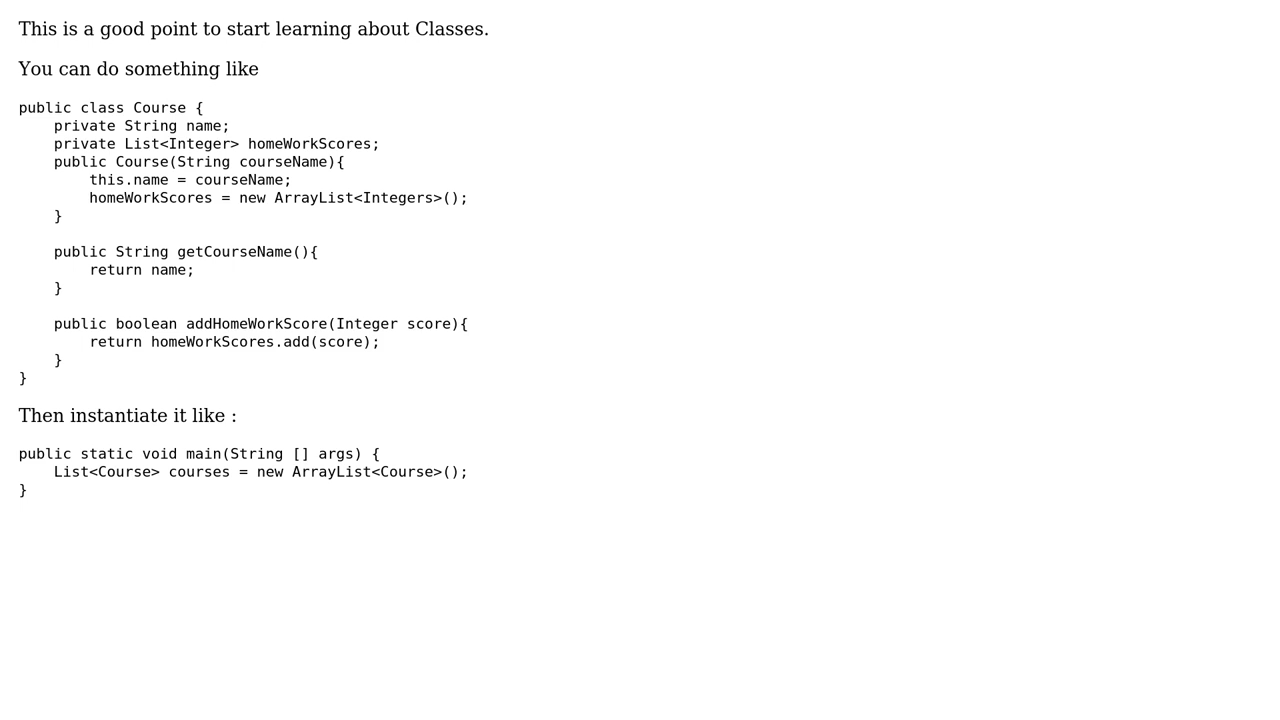 This is a good point to start learning about Classes.
You can do something like
public class Course {
    private String name;
    private List<Integer> homeWorkScores;
    public Course(String courseName){
        this.name = courseName;
        homeWorkScores = new ArrayList<Integers>();
    }

    public String getCourseName(){
        return name;
    }

    public boolean addHomeWorkScore(Integer score){
        return homeWorkScores.add(score);
    }
}
Then instantiate it like :
public static void main(String [] args) {
    List<Course> courses = new ArrayList<Course>();
}